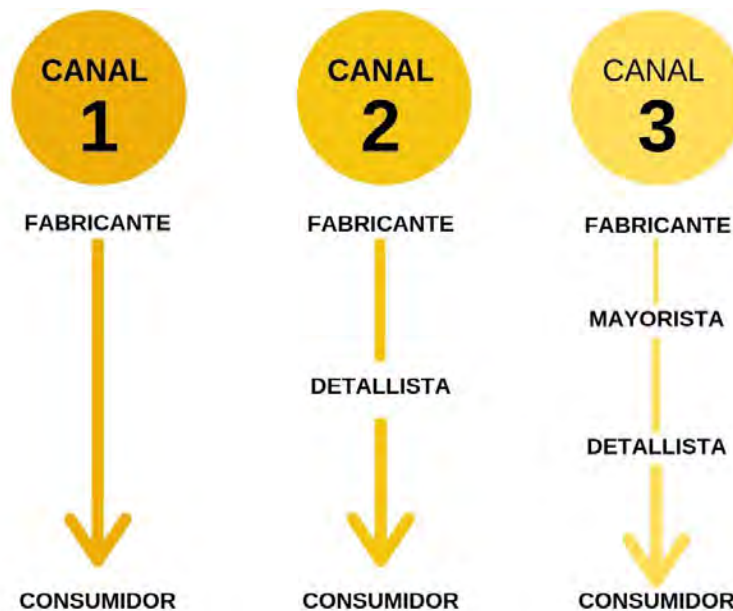 CANAL
1
FABRICANTE
CONSUMIDOR
CANAL
2
FABRICANTE
DETALLISTA
CONSUMIDOR
CANAL
3
FABRICANTE
MAYORISTA
DETALLISTA
CONSUMIDOR